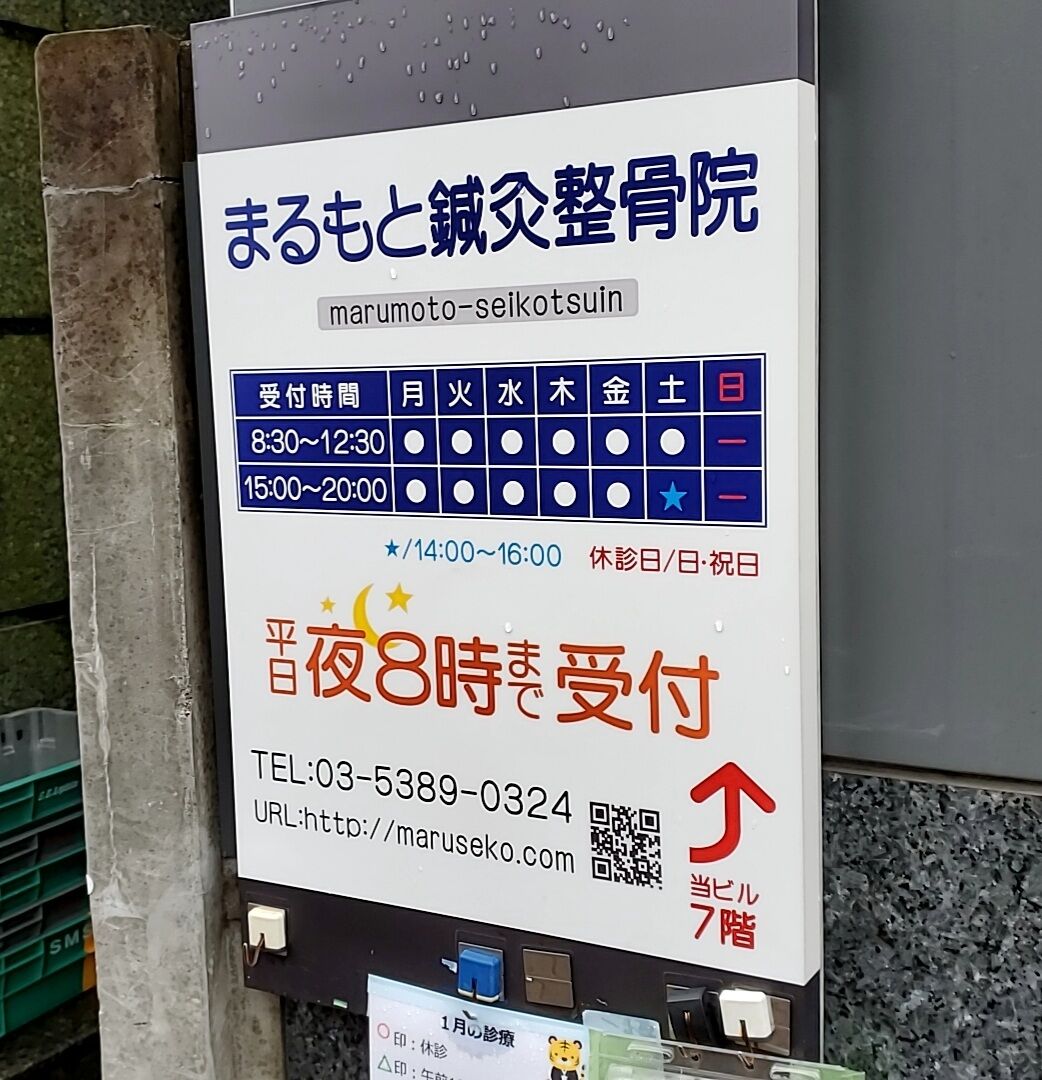 まるもと鍼灸整骨院
marumoto-seikotsuin
受付時間 月 火 水 木 金 土 日
8:30〜12:30 ● ● ● ● ● ● ー
15:00〜20:00 ● ● ● ● ● ★ ー
★/14:00〜16:00 休診日/日・祝日
平日夜8時まで受付
TEL:03-5389-0324
URL:http://maruseko.com
当ビル
7階
1月の診療
○印:休診
△印:午前
SMS